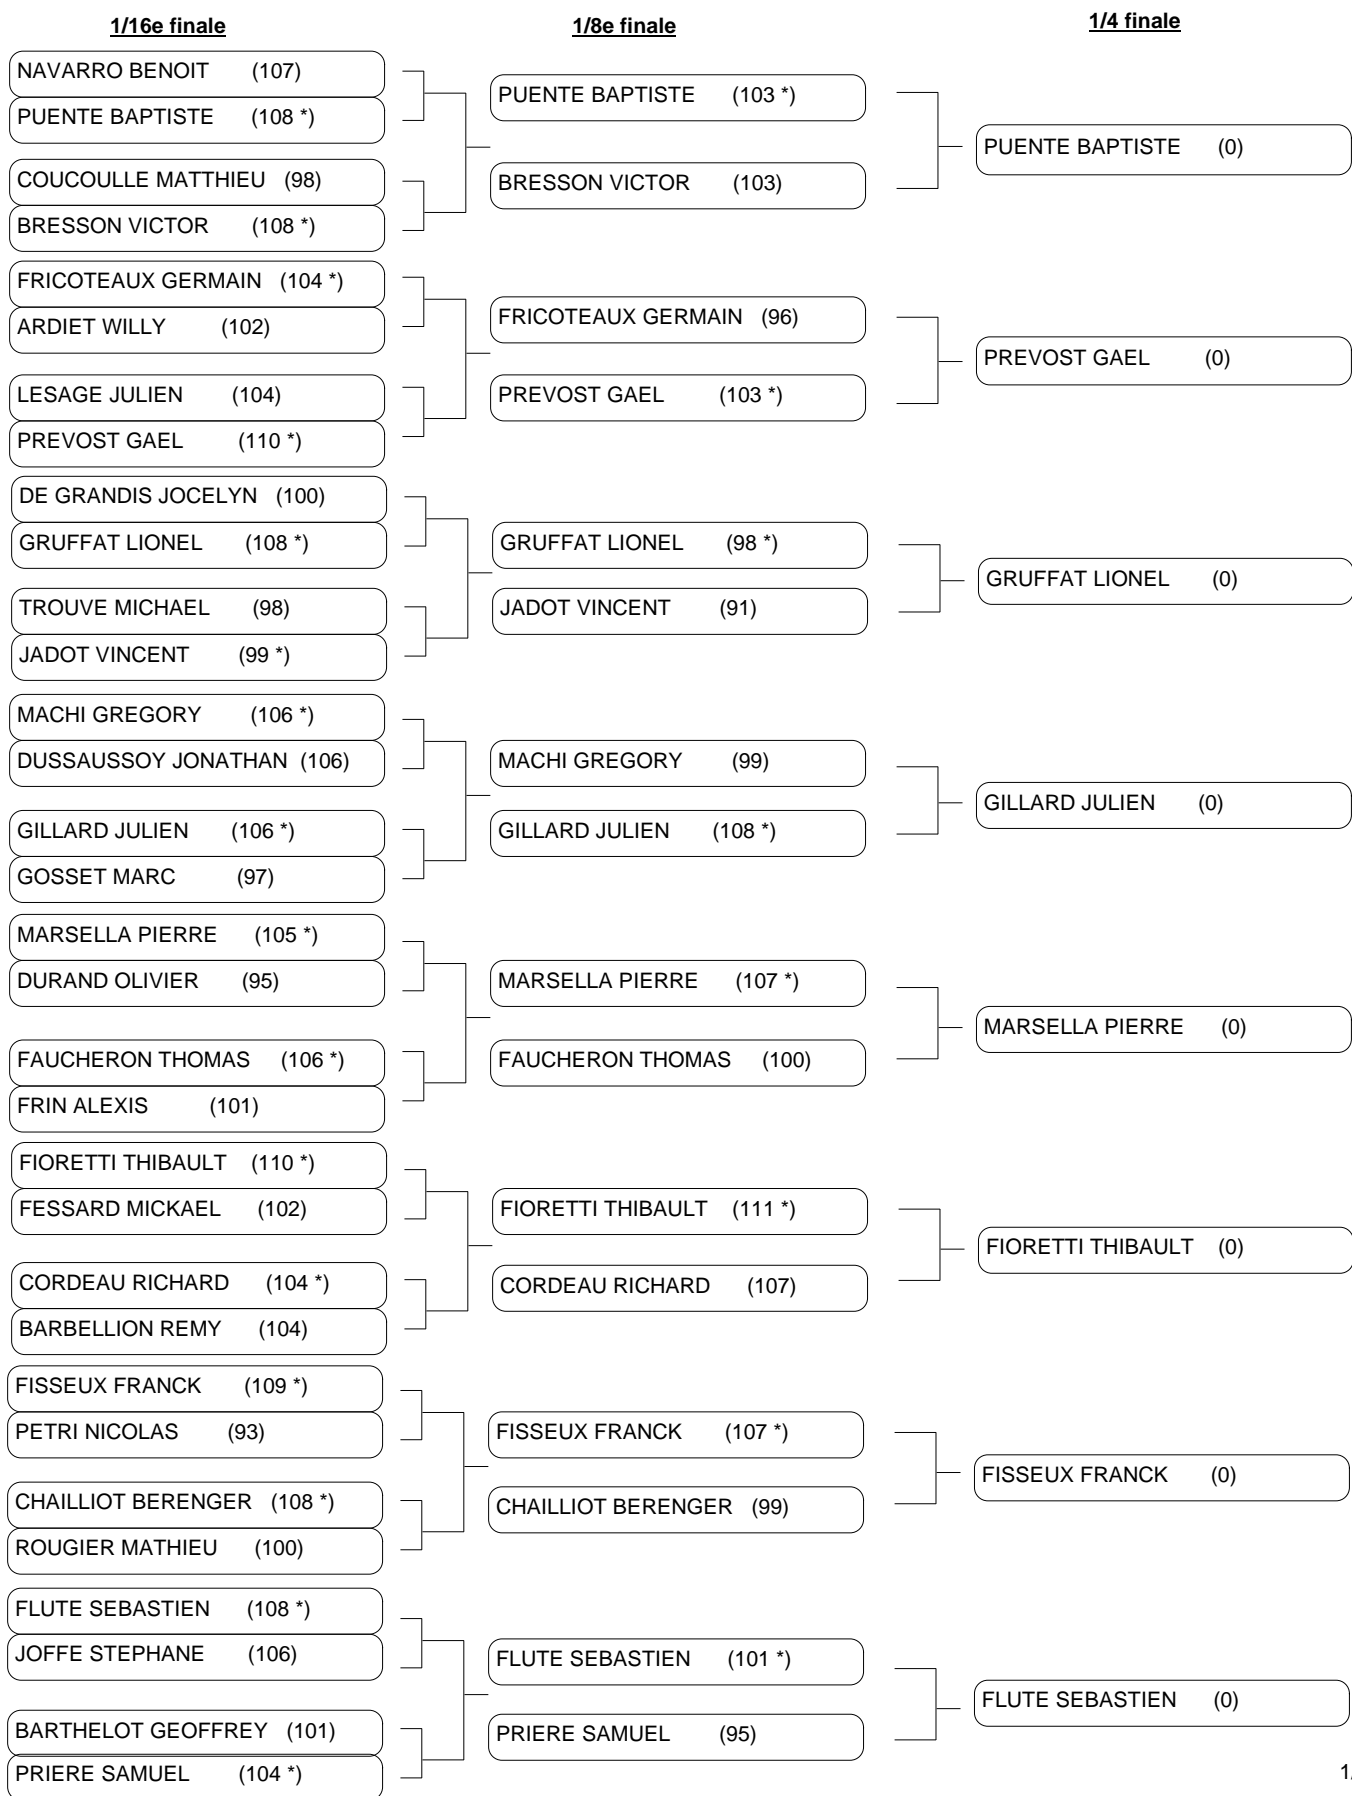 1/16e finale
1/8e finale
1/4 finale
NAVARRO BENOIT (107)
PUENTE BAPTISTE (108 *)
COUCOULLE MATTHIEU (98)
BRESSON VICTOR (108 *)
FRICOTEAUX GERMAIN (104 *)
ARDIET WILLY (102)
LESAGE JULIEN (104)
PREVOST GAEL (110 *)
DE GRANDIS JOCELYN (100)
GRUFFAT LIONEL (108 *)
TROUVE MICHAEL (98)
JADOT VINCENT (99 *)
MACHI GREGORY (106 *)
DUSSAUSSOY JONATHAN (106)
GILLARD JULIEN (106 *)
GOSSET MARC (97)
MARSELLA PIERRE (105 *)
DURAND OLIVIER (95)
FAUCHERON THOMAS (106 *)
FRIN ALEXIS (101)
FIORETTI THIBAULT (110 *)
FESSARD MICKAEL (102)
CORDEAU RICHARD (104 *)
BARBELLION REMY (104)
FISSEUX FRANCK (109 *)
PETRI NICOLAS (93)
CHAILLIOT BERENGER (108 *)
ROUGIER MATHIEU (100)
FLUTE SEBASTIEN (108 *)
JOFFE STEPHANE (106)
BARTHELOT GEOFFREY (101)
PRIERE SAMUEL (104 *)
PUENTE BAPTISTE (103 *)
BRESSON VICTOR (103)
FRICOTEAUX GERMAIN (96)
PREVOST GAEL (103 *)
GRUFFAT LIONEL (98 *)
JADOT VINCENT (91)
MACHI GREGORY (99)
GILLARD JULIEN (108 *)
MARSELLA PIERRE (107 *)
FAUCHERON THOMAS (100)
FIORETTI THIBAULT (111 *)
CORDEAU RICHARD (107)
FISSEUX FRANCK (107 *)
CHAILLIOT BERENGER (99)
FLUTE SEBASTIEN (101 *)
PRIERE SAMUEL (95)
PUENTE BAPTISTE (0)
PREVOST GAEL (0)
GRUFFAT LIONEL (0)
GILLARD JULIEN (0)
MARSELLA PIERRE (0)
FIORETTI THIBAULT (0)
FISSEUX FRANCK (0)
FLUTE SEBASTIEN (0)
1/